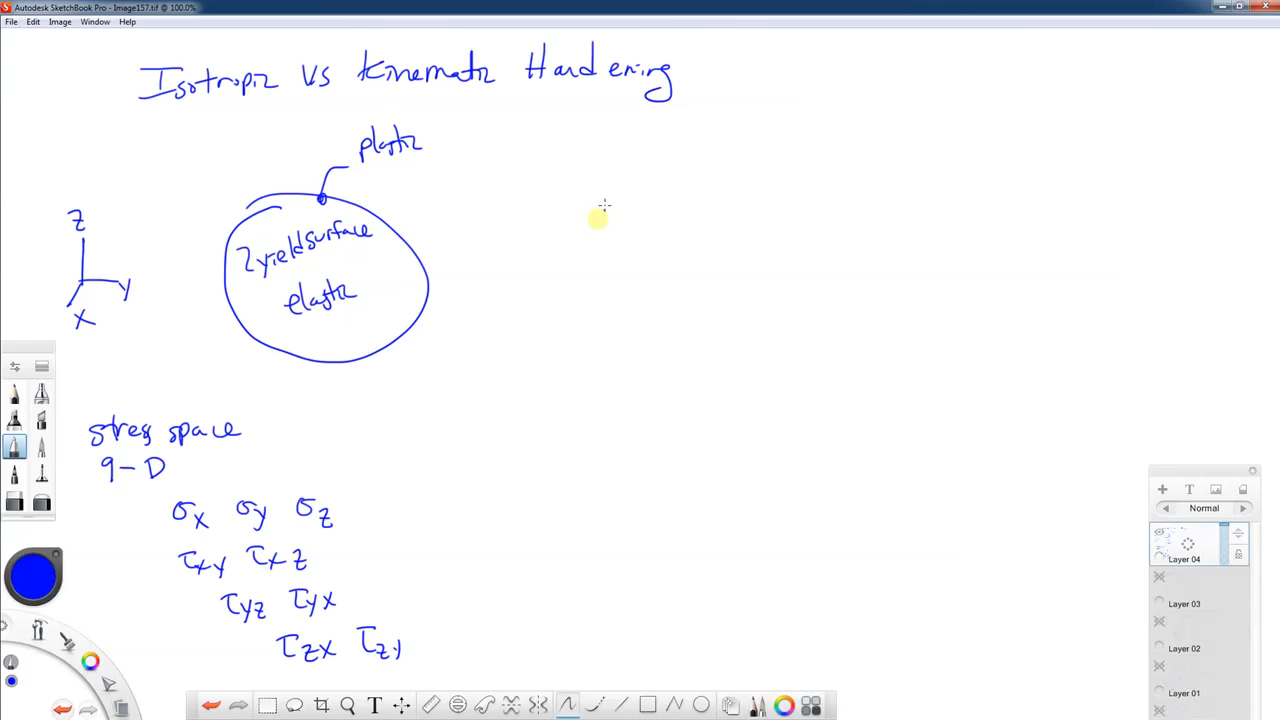 Autodesk SketchBook Pro - Image157.tif @ 100.0%
File Edit Image Window Help
Isotropic vs Kinematic Hardening
plastic
yield surface
elastic
Z
Y
X
stress space
9-D
σx σy σz
τxy τxz
τyz τyx
τzx τzy
Normal
Layer 04
Layer 03
Layer 02
Layer 01
T
T